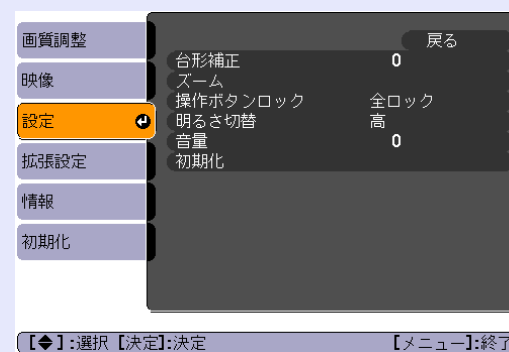 画質調整
映像
設定
拡張設定
情報
初期化
戻る
台形補正 0
ズーム
操作ボタンロック 全ロック
明るさ切替 高
音量 0
初期化
【◆】:選択 【決定】:決定 【メニュー】:終了